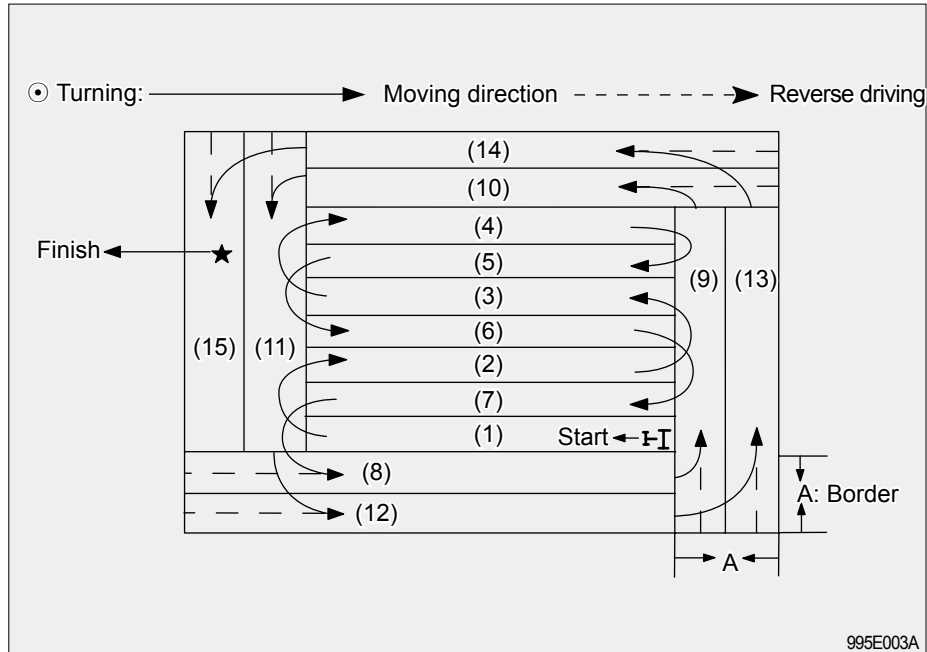 ⊙ Turning: Moving direction Reverse driving
(14)
(10)
(4)
Finish
(5)
(9) (13)
(3)
(6)
(15) (11)
(2)
(7)
(1)
Start
(8)
A: Border
(12)
A
995E003A